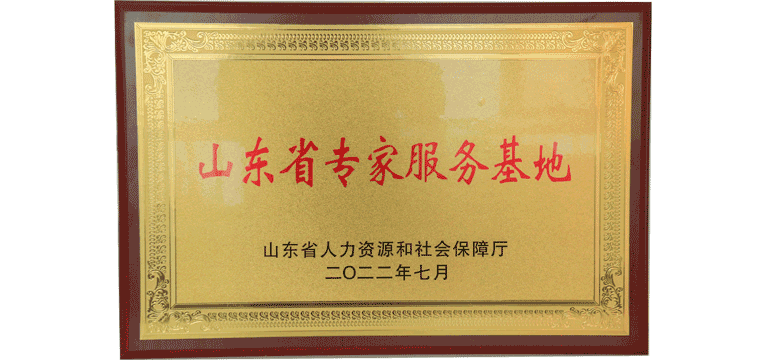 山东省专家服务基地
山东省人力资源和社会保障厅
二〇二二年七月